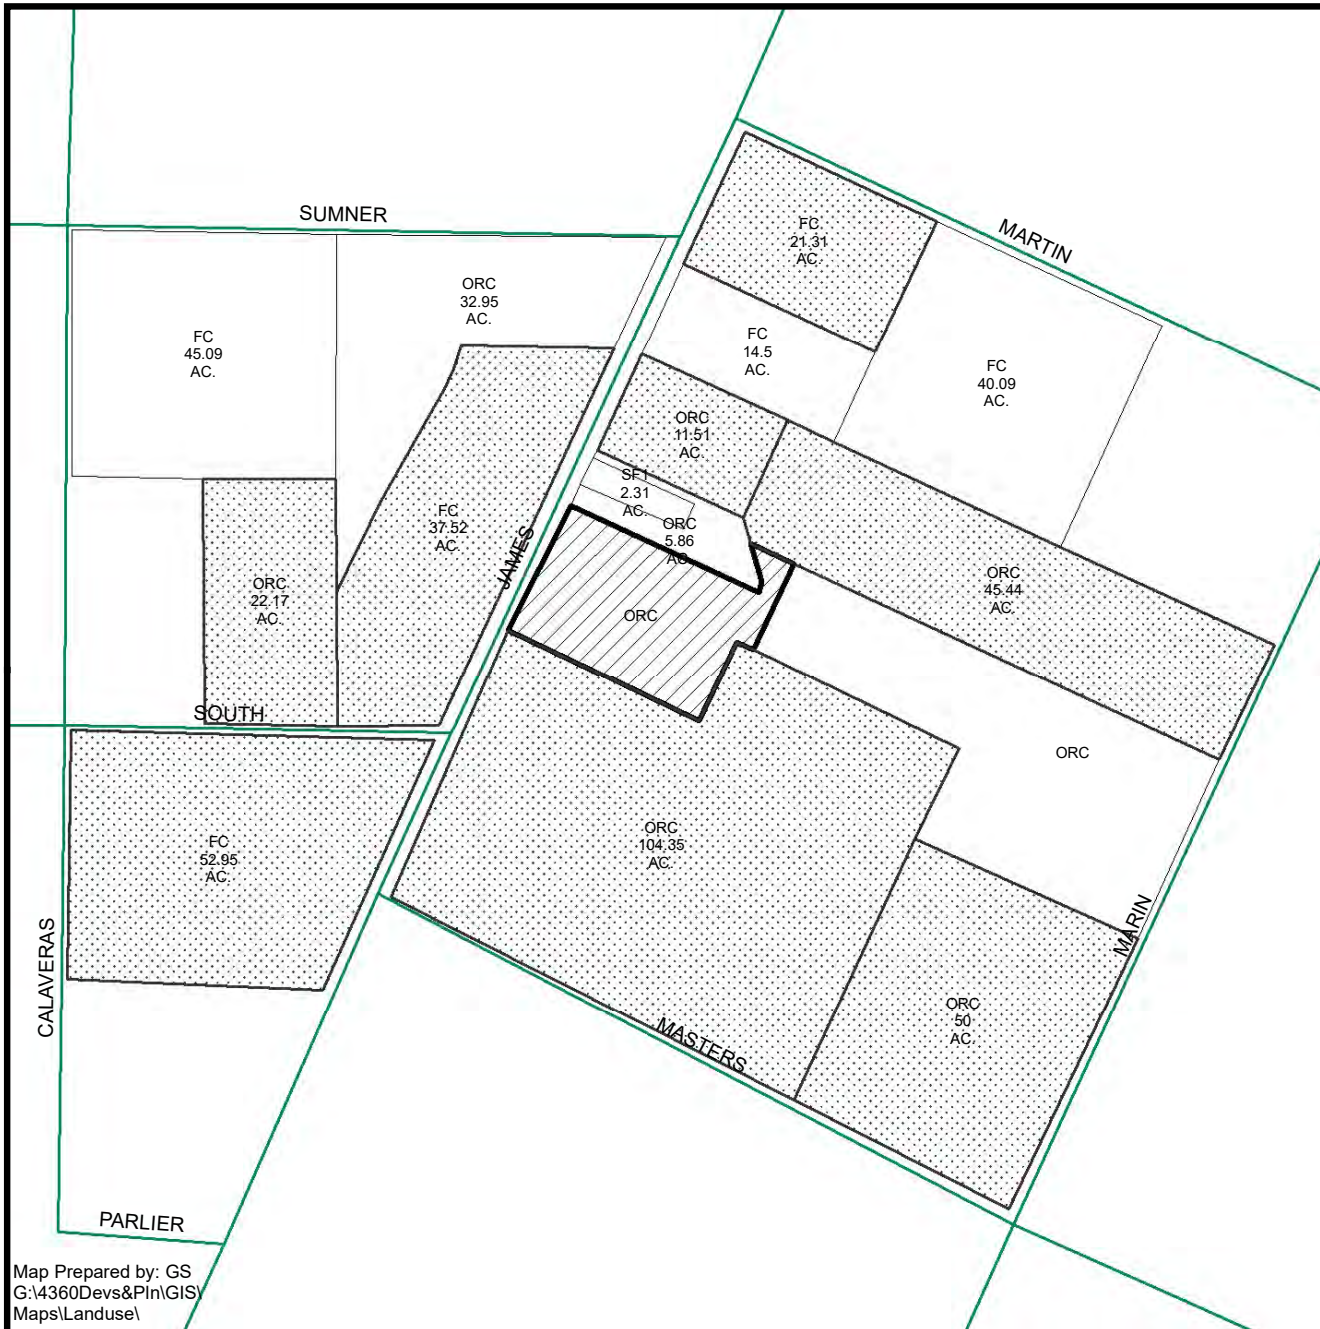 SUMNER
MARTIN
FC
21.31
AC.
ORC
32.95
AC.
FC
45.09
AC.
FC
14.5
AC.
FC
40.09
AC.
ORC
11.51
AC.
SF1
2.31
AC.
ORC
5.86
AC.
FC
37.52
AC.
JAMES
ORC
22.17
AC.
ORC
45.44
AC.
ORC
SOUTH
ORC
FC
52.95
AC.
ORC
104.35
AC.
CALAVERAS
MARIN
ORC
50
AC.
MASTERS
PARLIER
Map Prepared by: GS
G:\4360Devs&Pln\GIS\
Maps\Landuse\